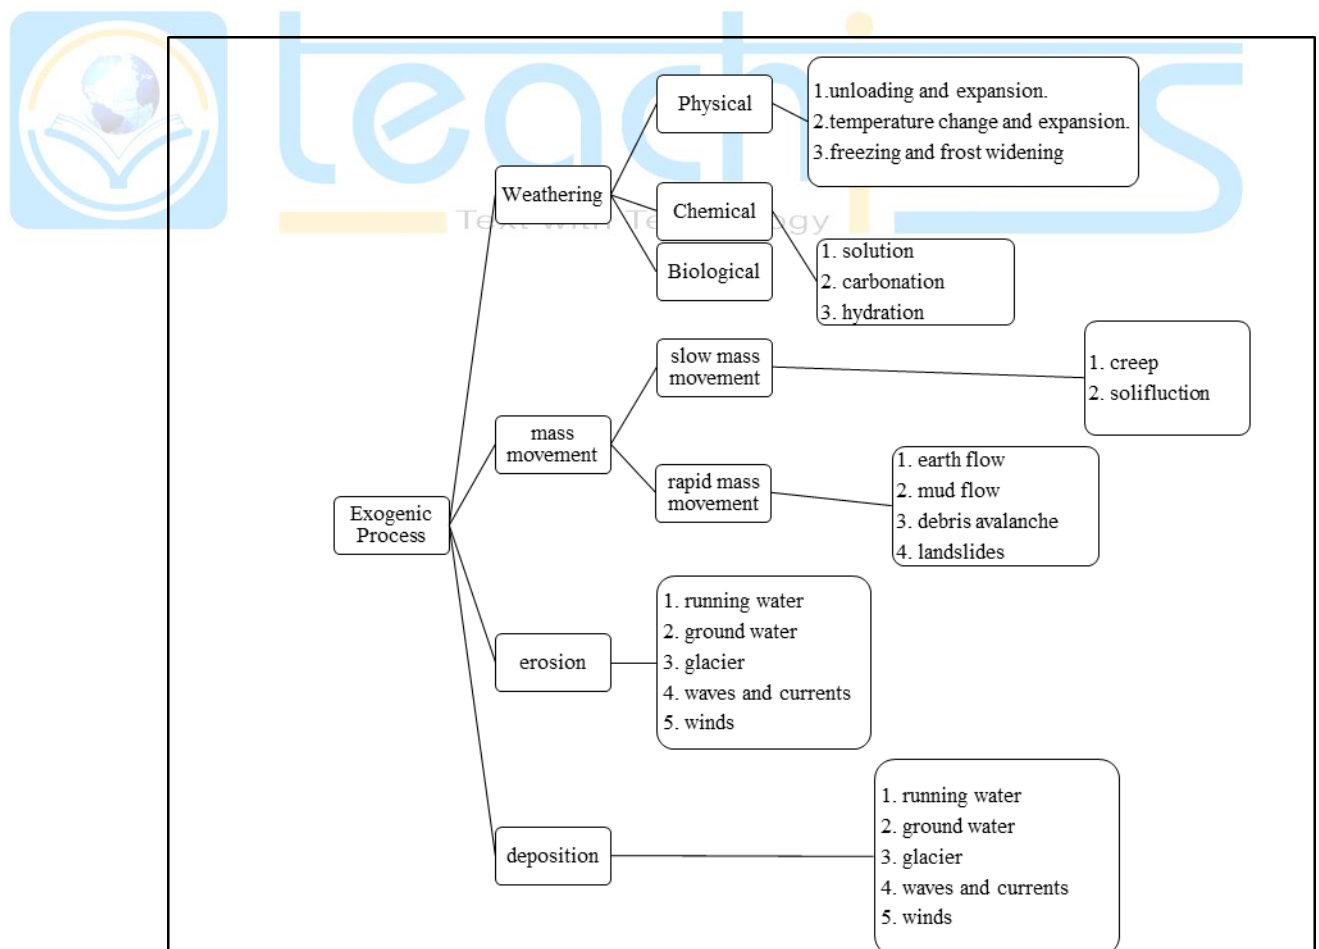 teachers
Text with Technology
Exogenic
Process
Weathering
Physical
1.unloading and expansion.
2.temperature change and expansion.
3.freezing and frost widening
Chemical
1. solution
2. carbonation
3. hydration
Biological
mass
movement
slow mass
movement
1. creep
2. solifluction
rapid mass
movement
1. earth flow
2. mud flow
3. debris avalanche
4. landslides
erosion
1. running water
2. ground water
3. glacier
4. waves and currents
5. winds
deposition
1. running water
2. ground water
3. glacier
4. waves and currents
5. winds